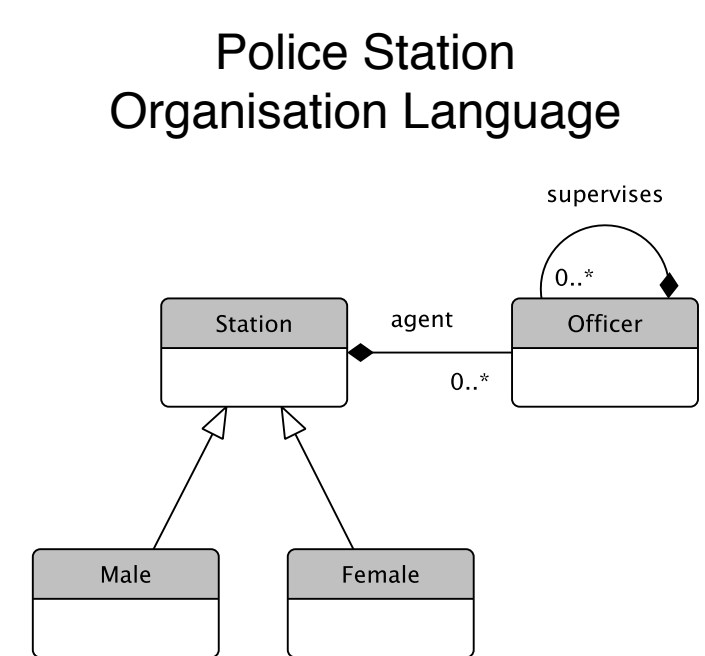 Police Station
Organisation Language
supervises
0..*
Station
agent
Officer
0..*
Male
Female